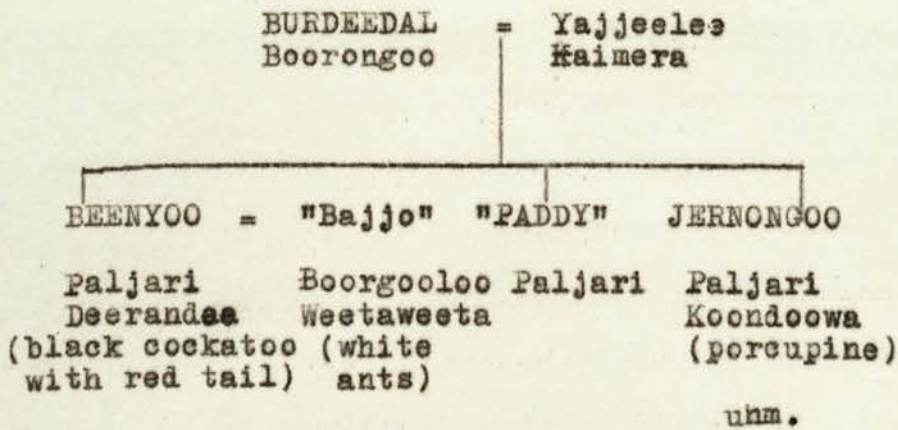 BURDEEDAL = Yajjeelee
Boorongoo Kaimera
BEENYOO = "Bajjo" "PADDY" JERNONGOO
Paljari Boorgooloo Paljari Paljari
Deerandee Weetaweeta Koondoowa
(black cockatoo (white (porcupine)
with red tail) ants)
uhm.